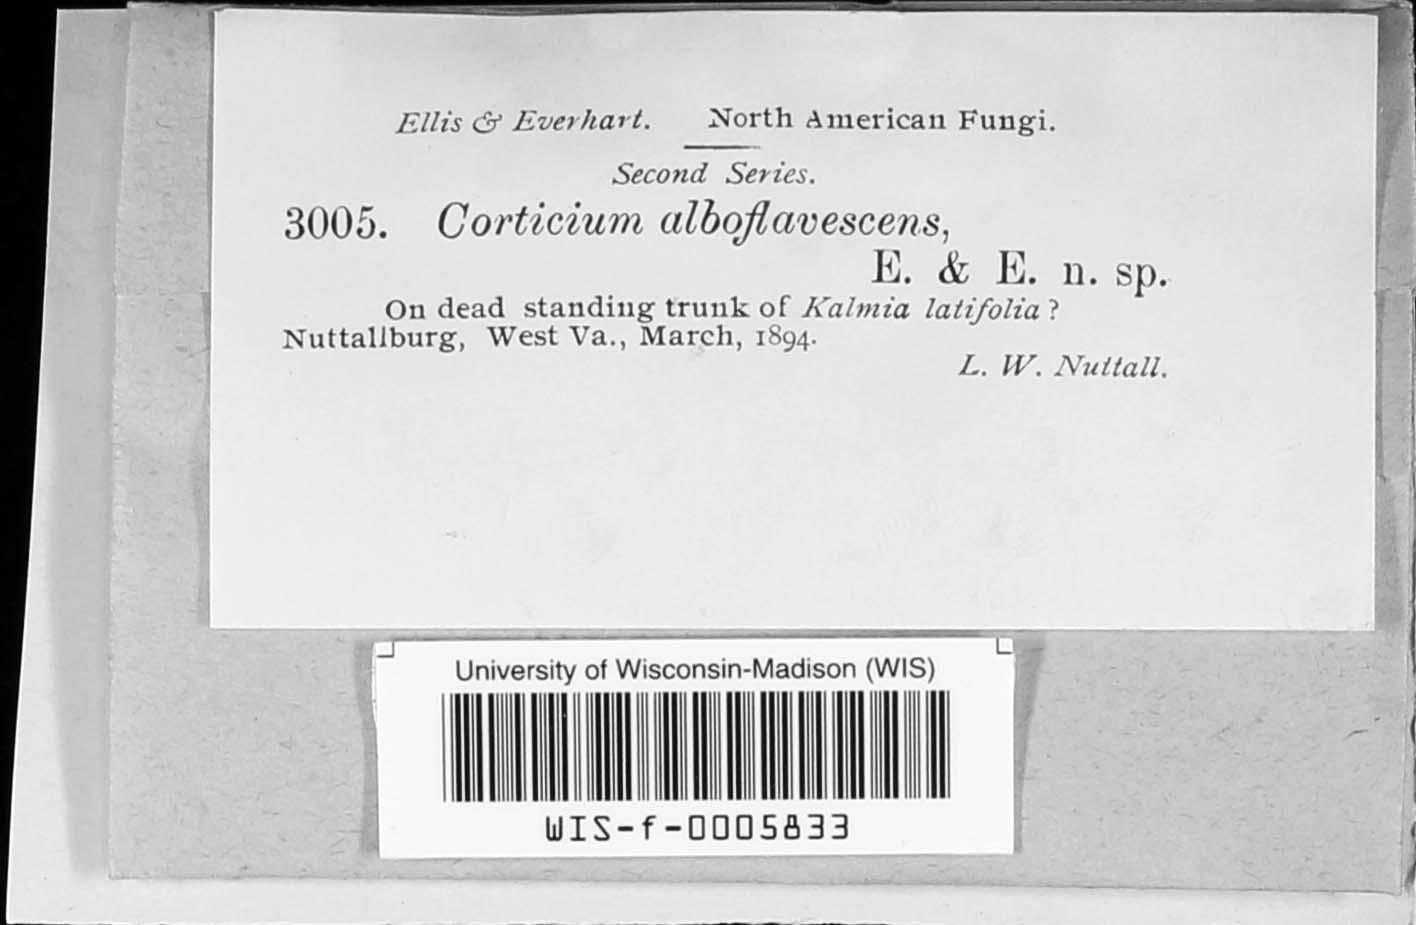 Ellis & Everhart. North American Fungi.
Second Series.
3005. Corticium alboflavescens,
E. & E. n. sp.
On dead standing trunk of Kalmia latifolia?
Nuttallburg, West Va., March, 1894.
L. W. Nuttall.
University of Wisconsin-Madison (WIS)
WIS-f-0005833